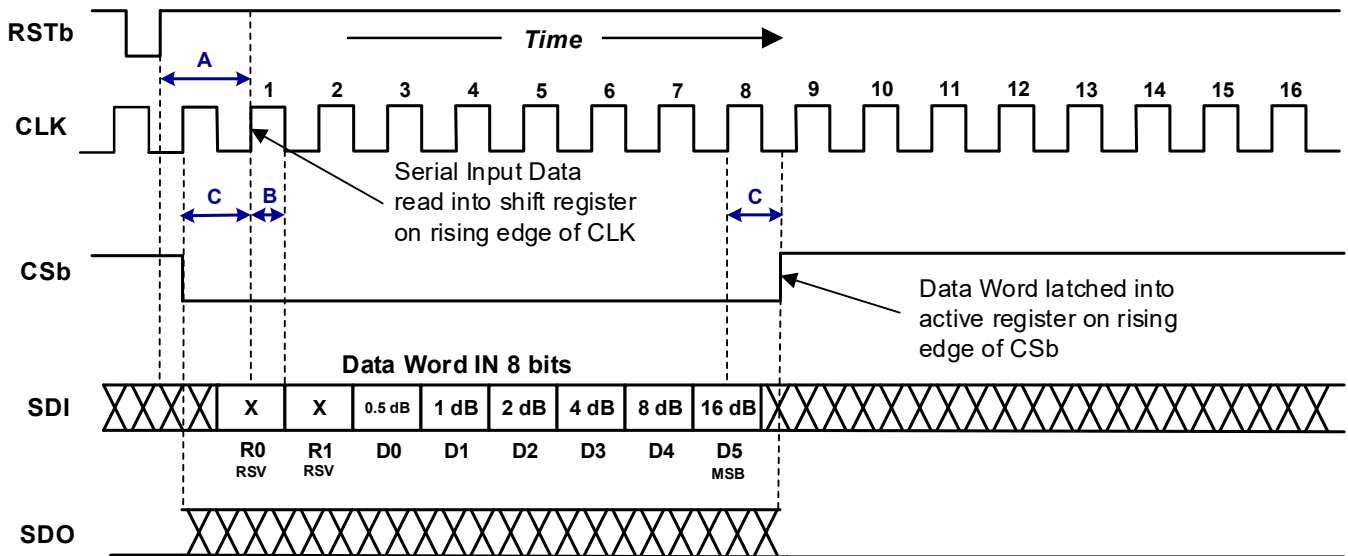 RSTb
Time
A
1 2 3 4 5 6 7 8 9 10 11 12 13 14 15 16
CLK
Serial Input Data
read into shift register
on rising edge of CLK
C B C
CSb
Data Word latched into
active register on rising
edge of CSb
Data Word IN 8 bits
SDI X X 0.5 dB 1 dB 2 dB 4 dB 8 dB 16 dB
R0 R1 D0 D1 D2 D3 D4 D5
RSV RSV MSB
SDO